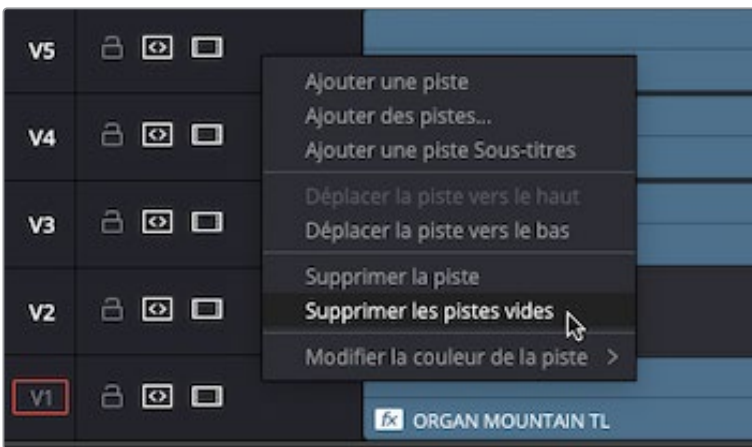 V5
Ajouter une piste
Ajouter des pistes...
V4
Ajouter une piste Sous-titres
Déplacer la piste vers le haut
V3
Déplacer la piste vers le bas
Supprimer la piste
V2
Supprimer les pistes vides
Modifier la couleur de la piste >
V1
fx ORGAN MOUNTAIN TL